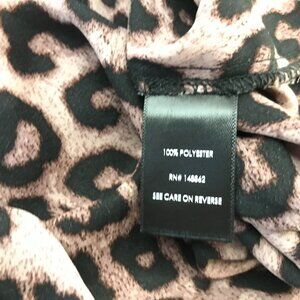 100% POLYESTER
RN# 148642
SEE CARE ON REVERSE